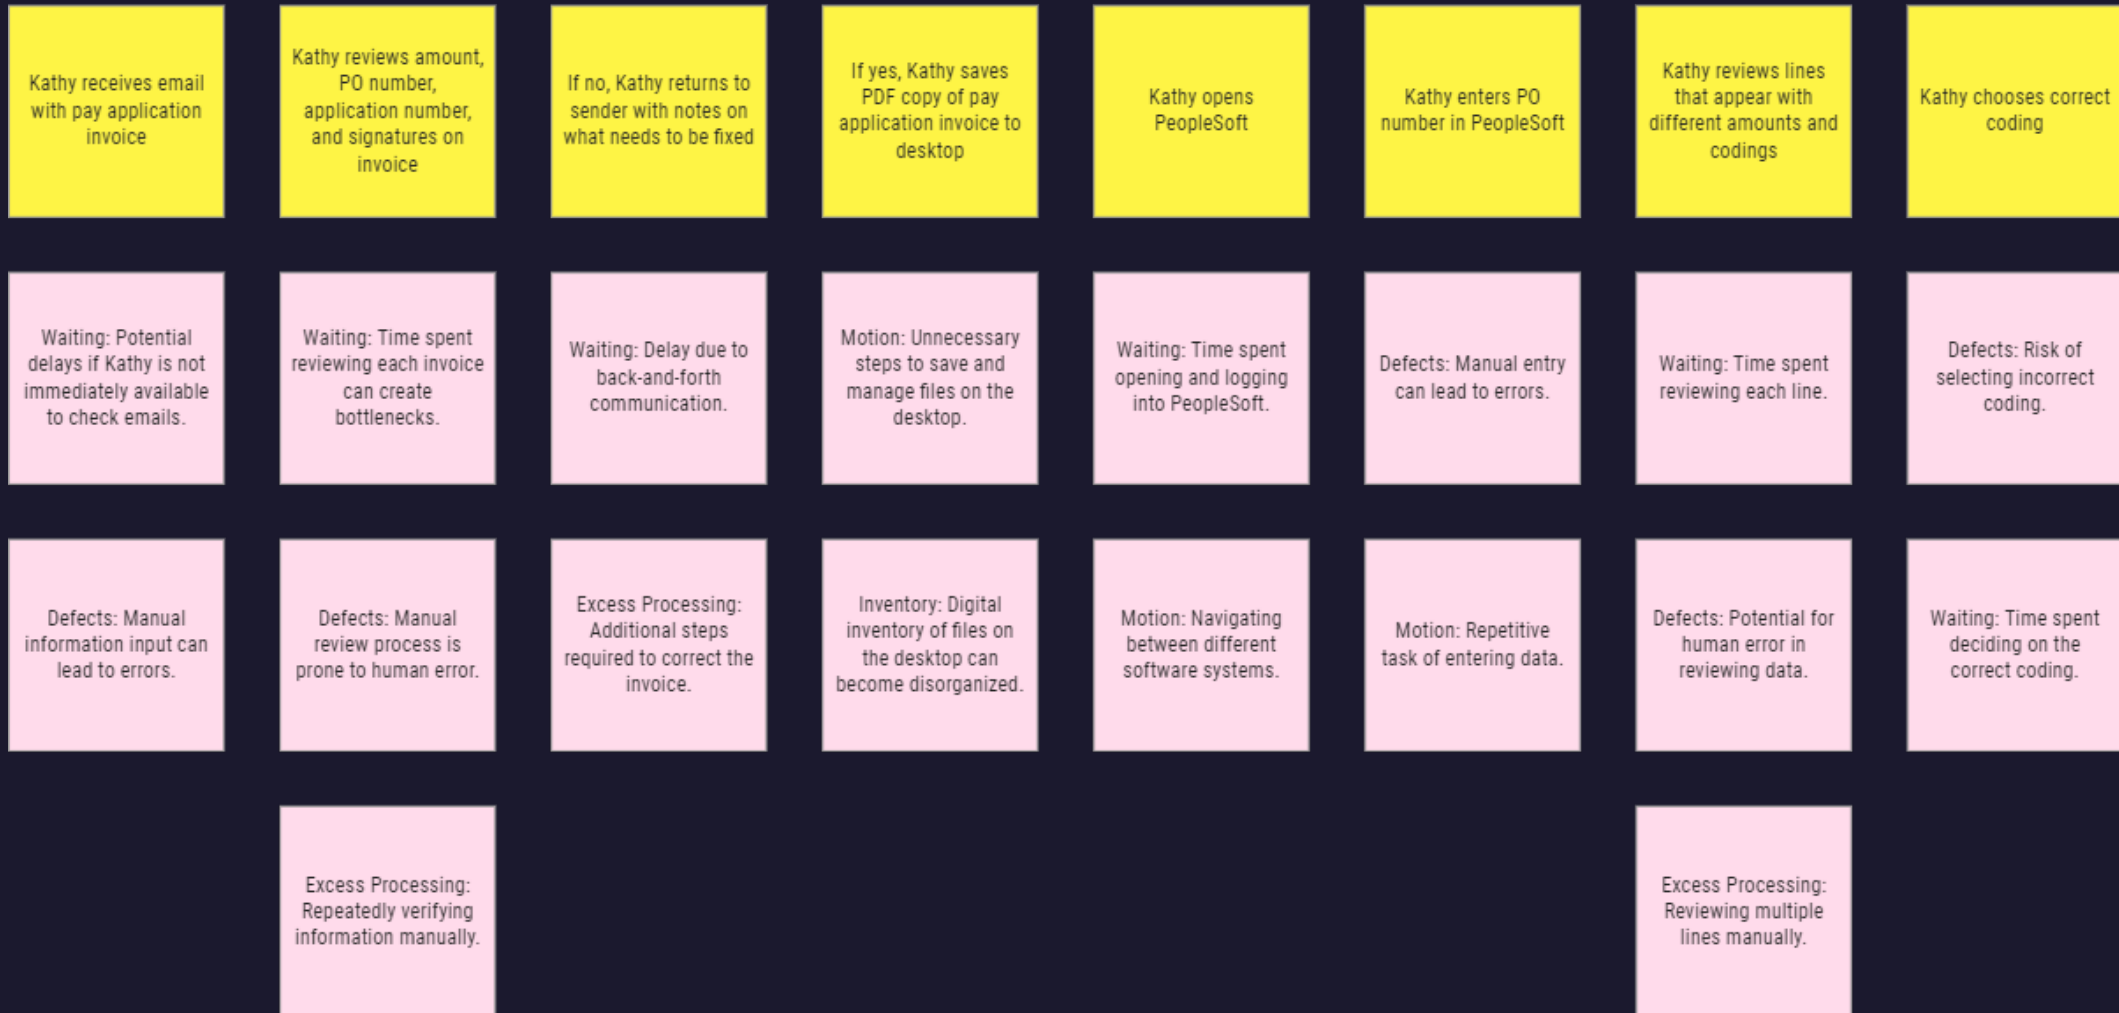 Kathy receives email
with pay application
invoice
Kathy reviews amount,
PO number,
application number,
and signatures on
invoice
If no, Kathy returns to
sender with notes on
what needs to be fixed
If yes, Kathy saves
PDF copy of pay
application invoice to
desktop
Kathy opens
PeopleSoft
Kathy enters PO
number in PeopleSoft
Kathy reviews lines
that appear with
different amounts and
codings
Kathy chooses correct
coding
Waiting: Potential
delays if Kathy is not
immediately available
to check emails.
Waiting: Time spent
reviewing each invoice
can create
bottlenecks.
Waiting: Delay due to
back-and-forth
communication.
Motion: Unnecessary
steps to save and
manage files on the
desktop.
Waiting: Time spent
opening and logging
into PeopleSoft.
Defects: Manual entry
can lead to errors.
Waiting: Time spent
reviewing each line.
Defects: Risk of
selecting incorrect
coding.
Defects: Manual
information input can
lead to errors.
Defects: Manual
review process is
prone to human error.
Excess Processing:
Additional steps
required to correct the
invoice.
Inventory: Digital
inventory of files on
the desktop can
become disorganized.
Motion: Navigating
between different
software systems.
Motion: Repetitive
task of entering data.
Defects: Potential for
human error in
reviewing data.
Waiting: Time spent
deciding on the
correct coding.
Excess Processing:
Repeatedly verifying
information manually.
Excess Processing:
Reviewing multiple
lines manually.